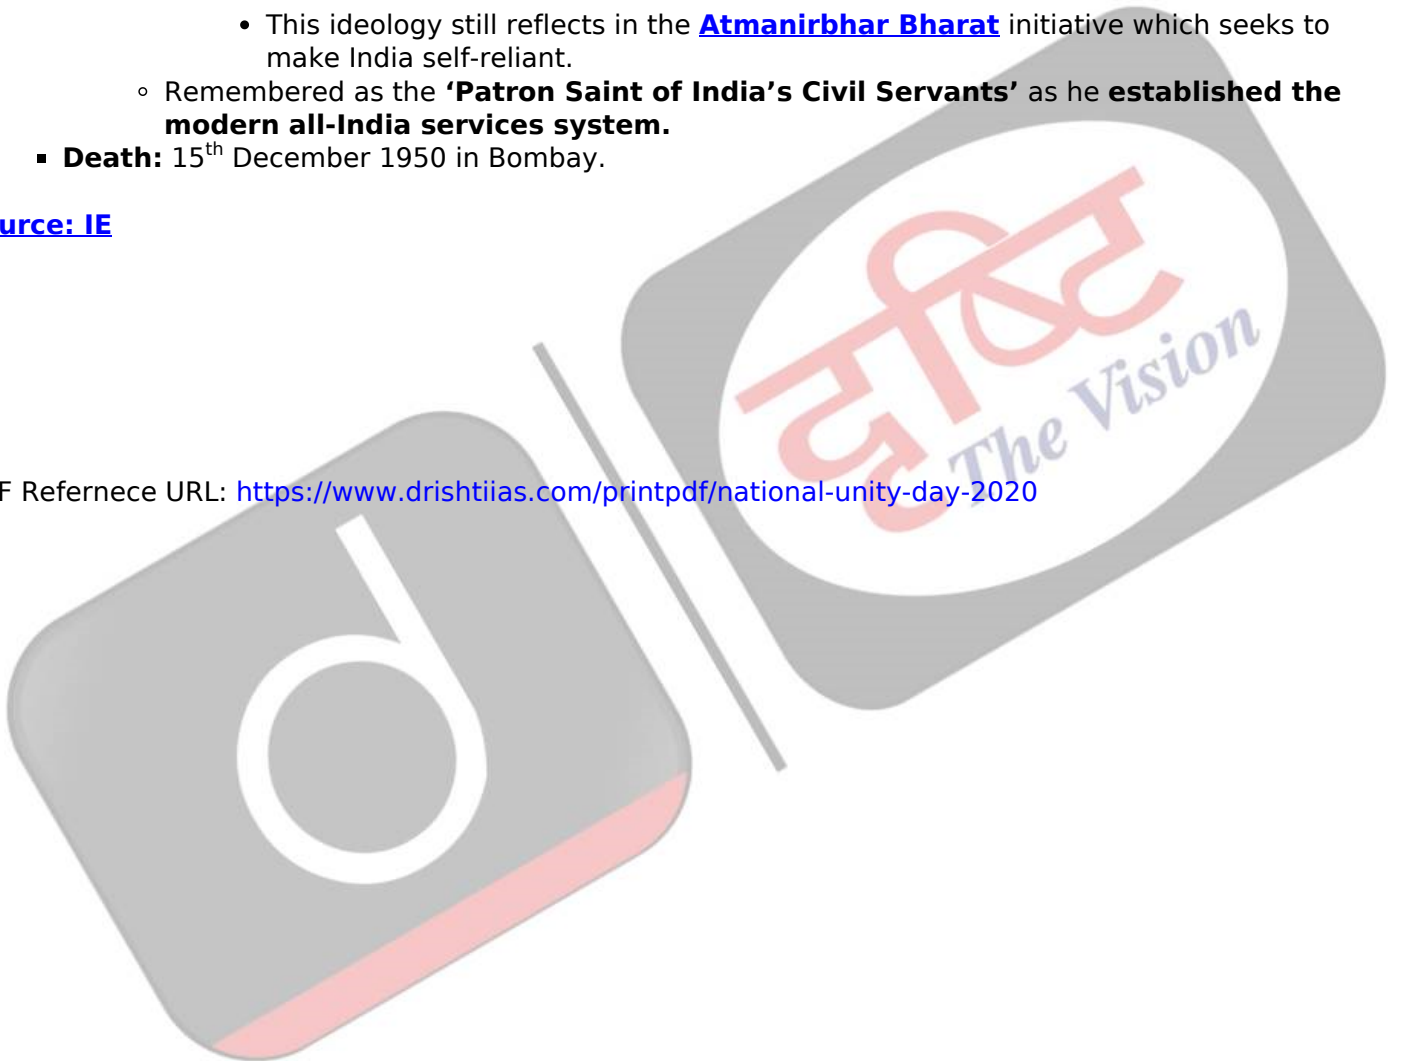 • This ideology still reflects in the Atmanirbhar Bharat initiative which seeks to
make India self-reliant.
◦ Remembered as the ‘Patron Saint of India’s Civil Servants’ as he established the
modern all-India services system.
▪ Death: 15th December 1950 in Bombay.
urce: IE
दृष्टि
The Vision
F Refernece URL: https://www.drishtiias.com/printpdf/national-unity-day-2020
d